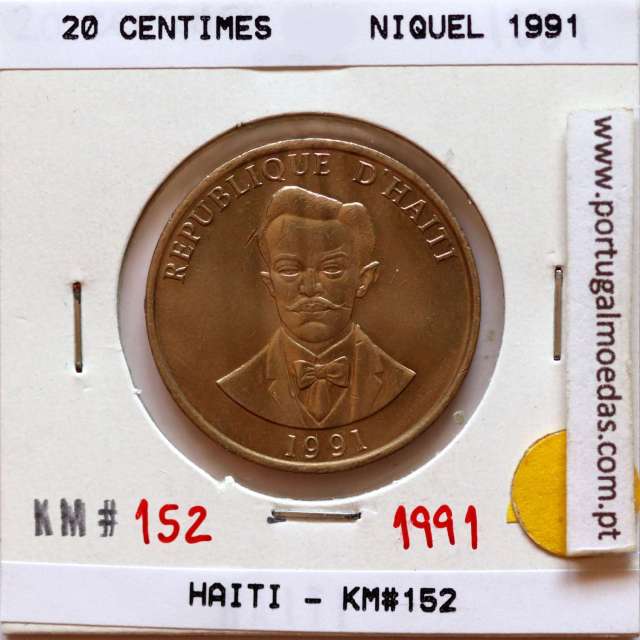 20 CENTIMES NIQUEL 1991
REPUBLIQUE D'HAITI
1991
www.portugalmoedas.com.pt
KM# 152 1991
HAITI - KM#152